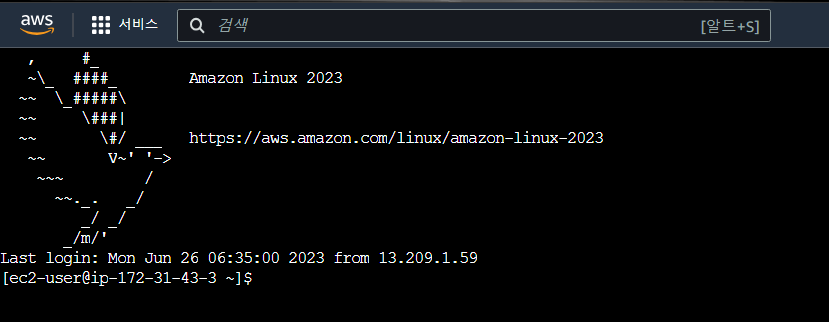 aws
서비스
검색
[알트+S]
   ,     #_
   ~\_  ####_        Amazon Linux 2023
  ~~  \_#####\
  ~~     \###|
  ~~       \#/ ___   https://aws.amazon.com/linux/amazon-linux-2023
   ~~       V~' '->
    ~~~         /
      ~~._.   _/
         _/ _/
       _/m/'
Last login: Mon Jun 26 06:35:00 2023 from 13.209.1.59
[ec2-user@ip-172-31-43-3 ~]$